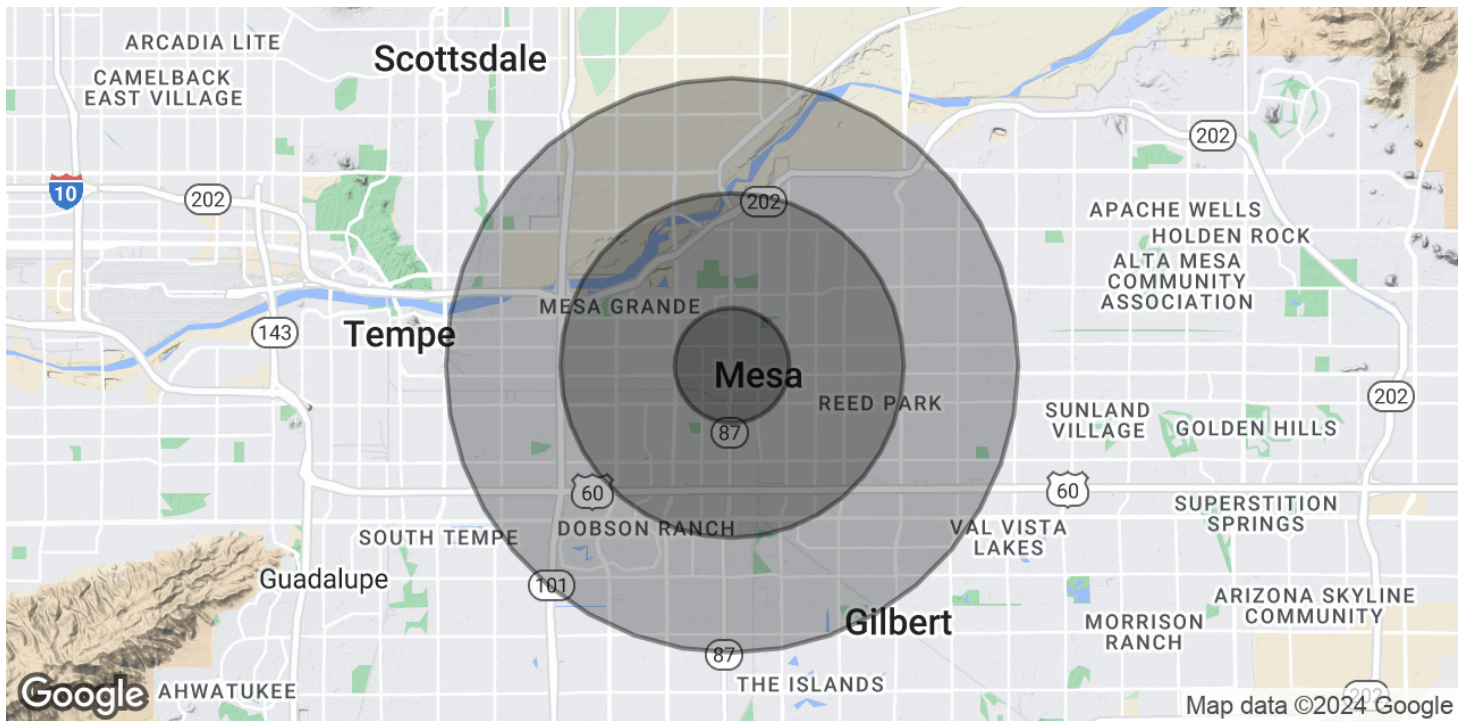 ARCADIA LITE
Scottsdale
CAMELBACK
EAST VILLAGE
202
10
202
202
APACHE WELLS
HOLDEN ROCK
ALTA MESA
COMMUNITY
ASSOCIATION
MESA GRANDE
143
Tempe
Mesa
REED PARK
202
87
SUNLAND
VILLAGE
GOLDEN HILLS
60
60
SUPERSTITION
SPRINGS
SOUTH TEMPE
DOBSON RANCH
VAL VISTA
LAKES
Guadalupe
101
ARIZONA SKYLINE
COMMUNITY
Gilbert
MORRISON
RANCH
87
THE ISLANDS
Google
AHWATUKEE
202
Map data ©2024 Google